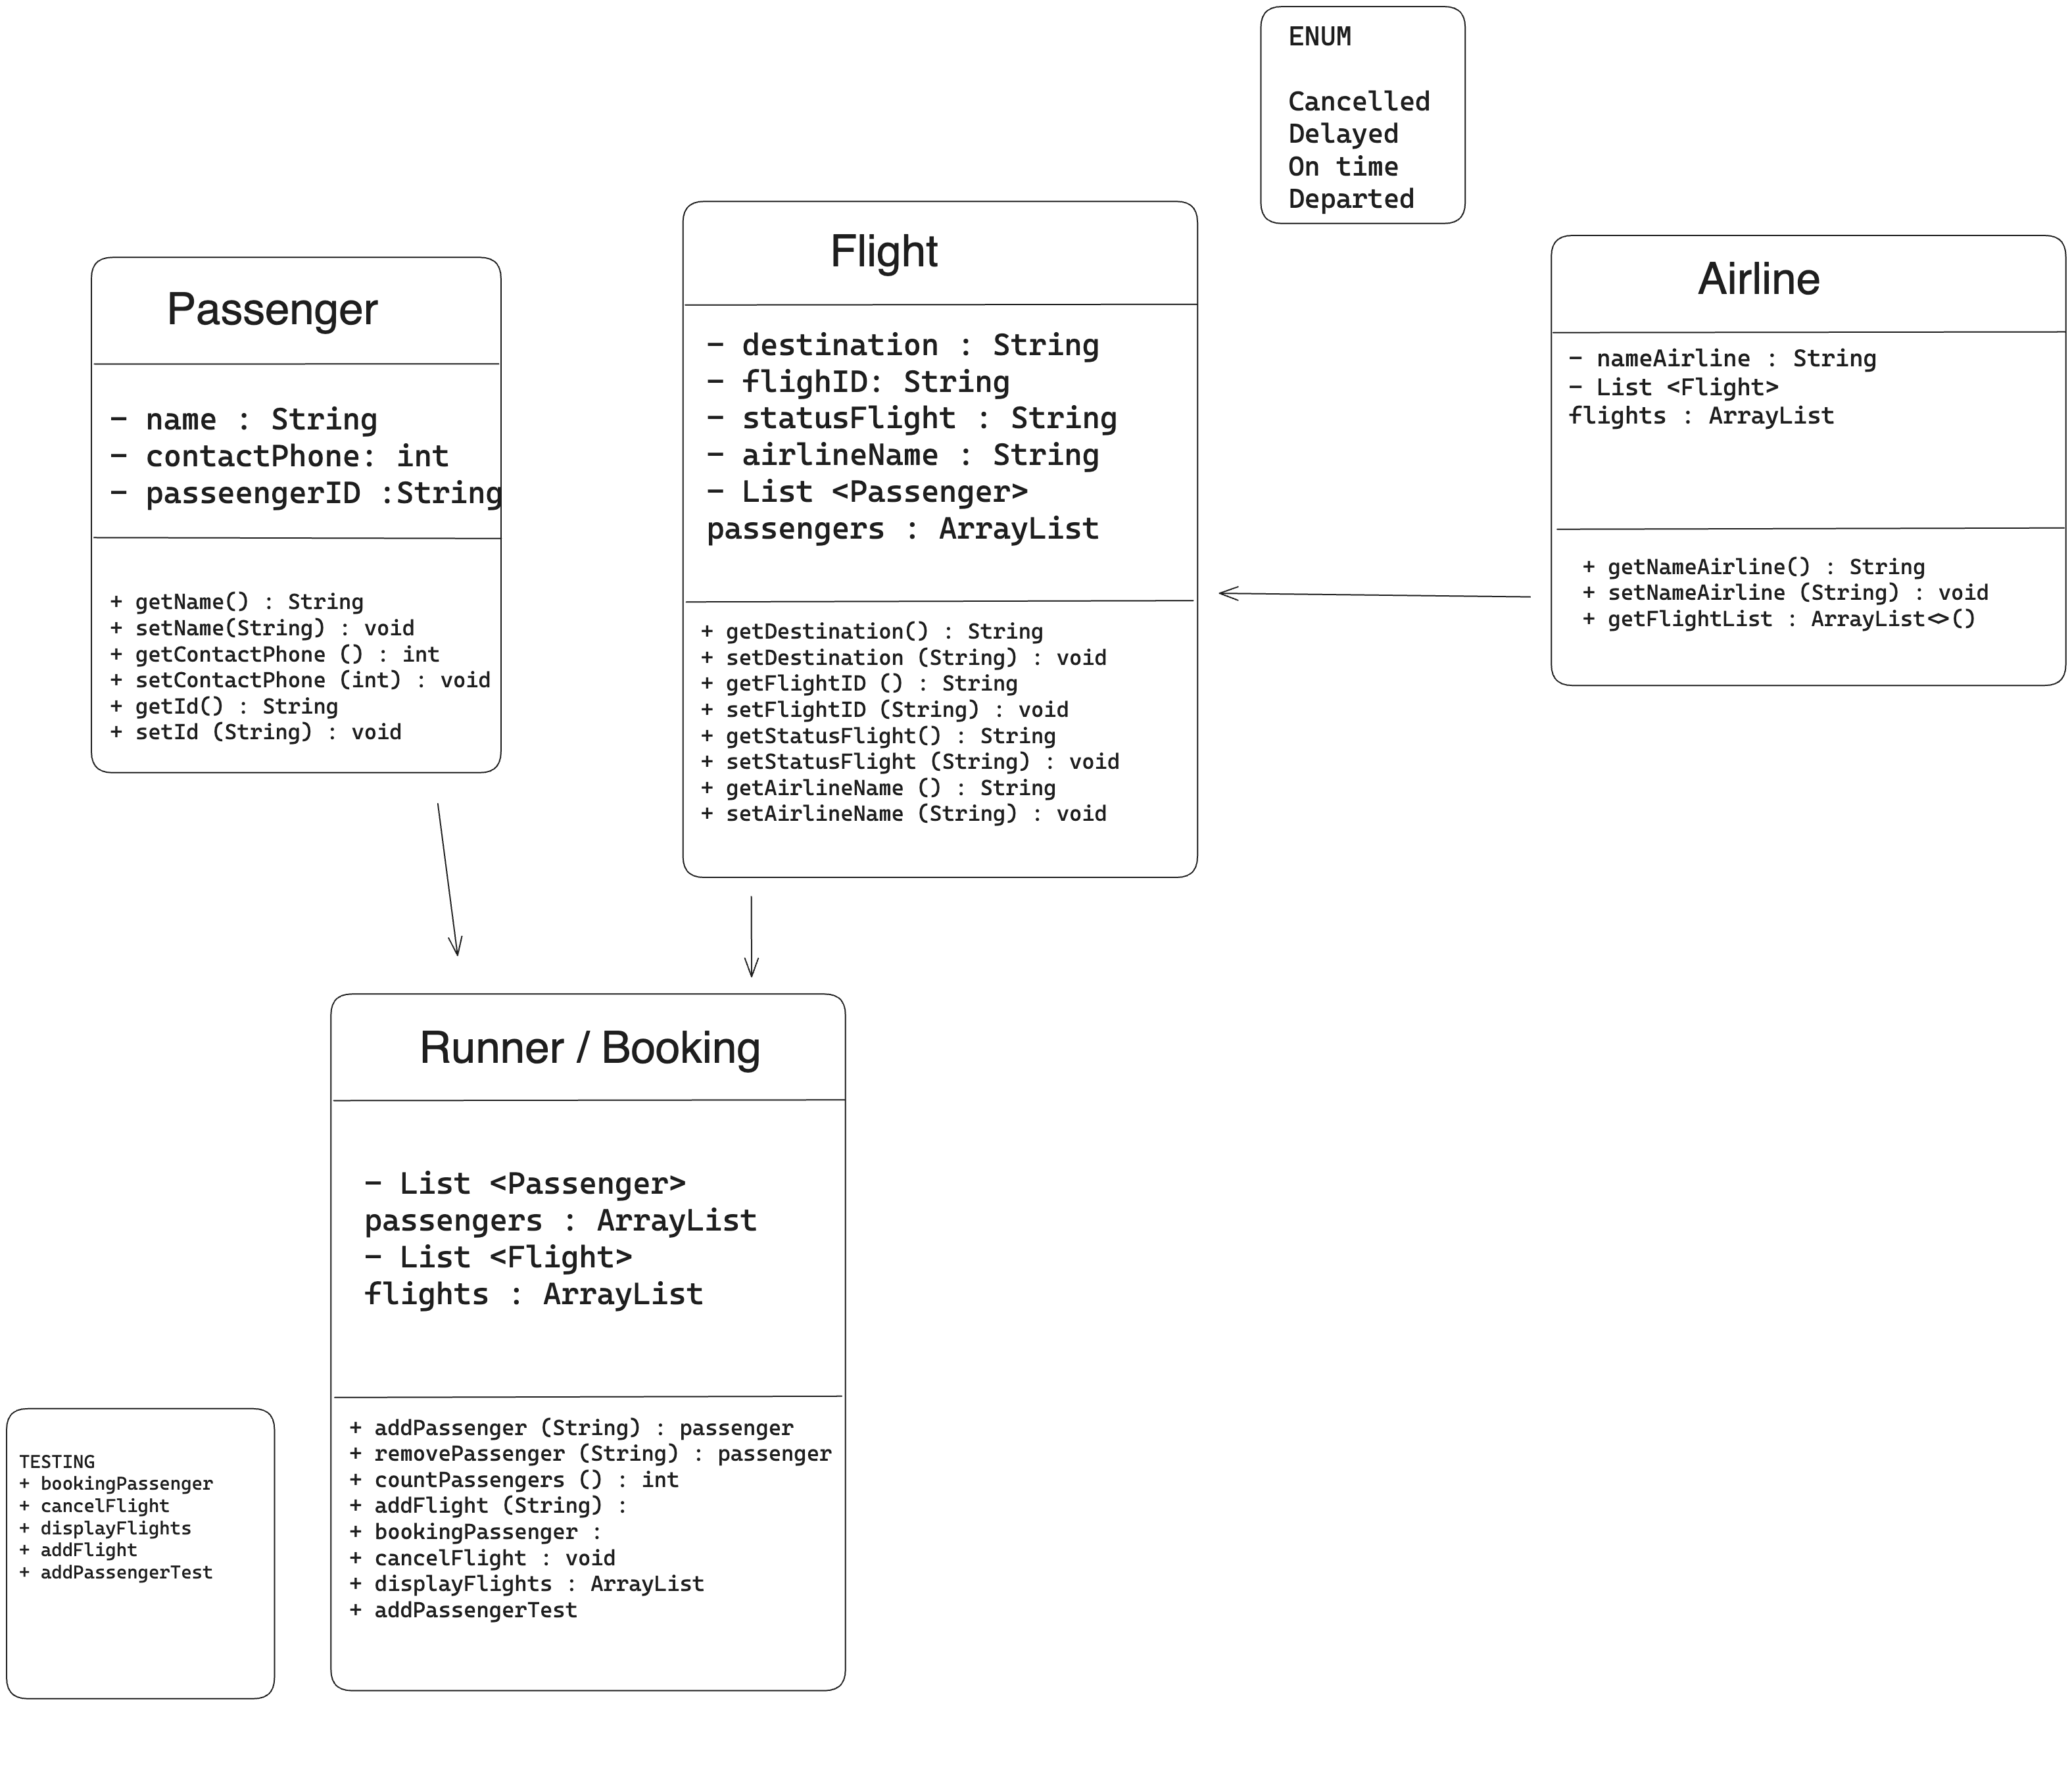 ENUM
Cancelled
Delayed
On time
Departed
Passenger
- name : String
- contactPhone: int
- passeengerID :String
+ getName() : String
+ setName(String) : void
+ getContactPhone () : int
+ setContactPhone (int) : void
+ getId() : String
+ setId (String) : void
Flight
- destination : String
- flighID: String
- statusFlight : String
- airlineName : String
- List <Passenger>
passengers : ArrayList
+ getDestination() : String
+ setDestination (String) : void
+ getFlightID () : String
+ setFlightID (String) : void
+ getStatusFlight() : String
+ setStatusFlight (String) : void
+ getAirlineName () : String
+ setAirlineName (String) : void
Airline
- nameAirline : String
- List <Flight>
flights : ArrayList
+ getNameAirline() : String
+ setNameAirline (String) : void
+ getFlightList : ArrayList<>()
Runner / Booking
- List <Passenger>
passengers : ArrayList
- List <Flight>
flights : ArrayList
+ addPassenger (String) : passenger
+ removePassenger (String) : passenger
+ countPassengers () : int
+ addFlight (String) :
+ bookingPassenger :
+ cancelFlight : void
+ displayFlights : ArrayList
+ addPassengerTest
TESTING
+ bookingPassenger
+ cancelFlight
+ displayFlights
+ addFlight
+ addPassengerTest